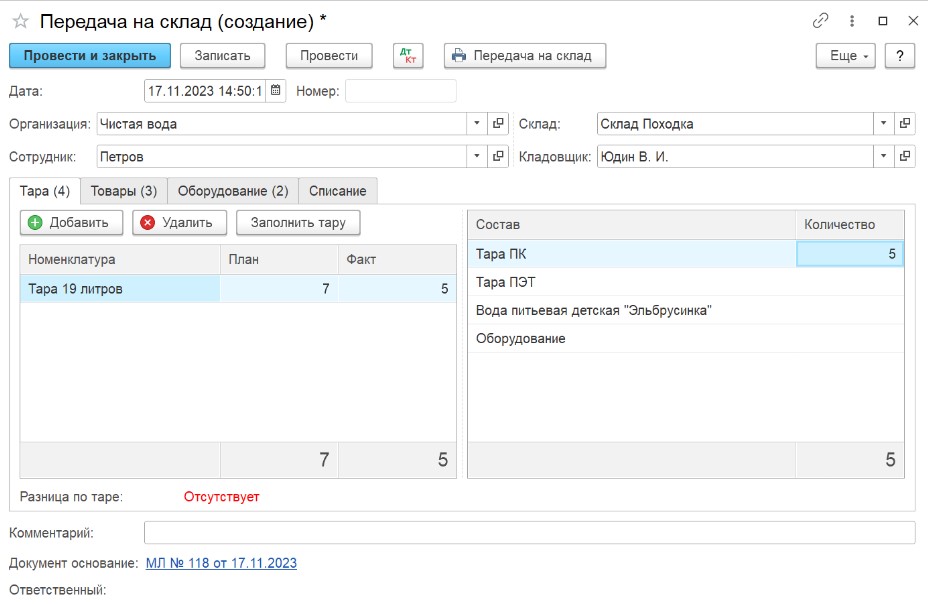 Передача на склад (создание) *
Провести и закрыть Записать Провести Дт Кт Передача на склад Еще ?
Дата: 17.11.2023 14:50:1 Номер:
Организация: Чистая вода Склад: Склад Походка
Сотрудник: Петров Кладовщик: Юдин В. И.
Тара (4) Товары (3) Оборудование (2) Списание
Добавить Удалить Заполнить тару
Состав Количество
Номенклатура План Факт
Тара 19 литров 7 5
Тара ПК 5
Тара ПЭТ
Вода питьевая детская "Эльбрусинка"
Оборудование
7 5 5
Разница по таре: Отсутствует
Комментарий:
Документ основание: МЛ № 118 от 17.11.2023
Ответственный: